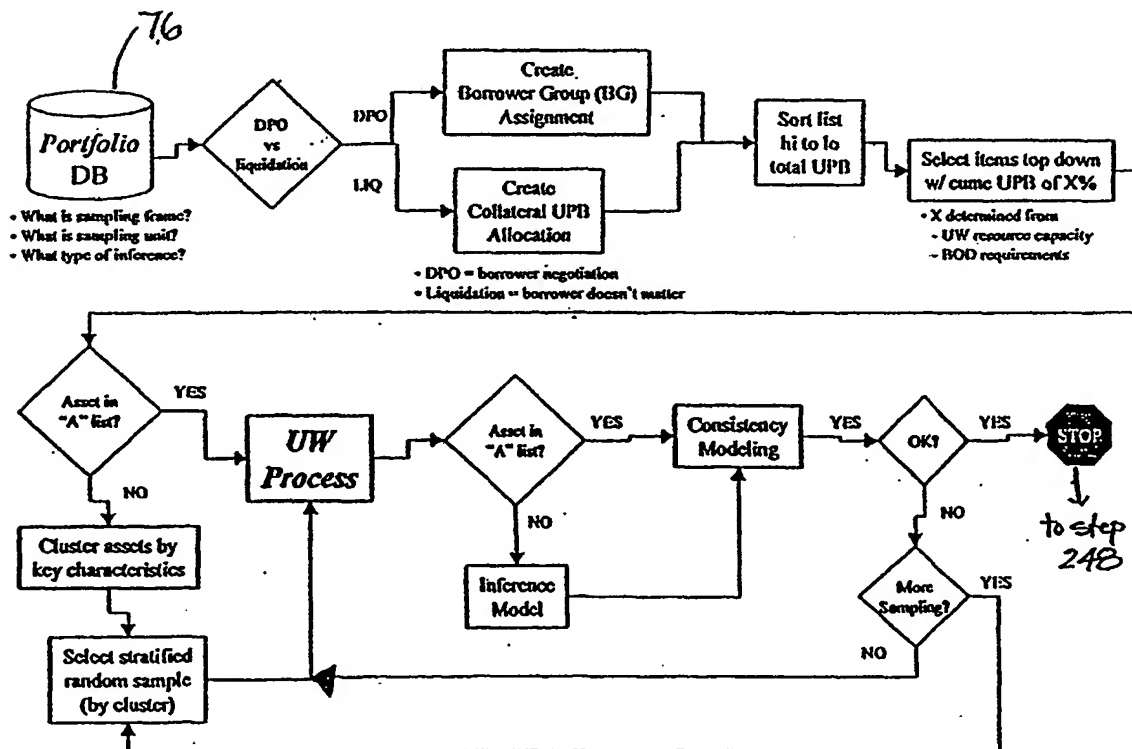 76
Portfolio
DB
• What is sampling frame?
• What is sampling unit?
• What type of inference?
DPO
vs
liquidation
DPO
LIQ
Create
Borrower Group (BG)
Assignment
Create
Collateral UPB
Allocation
• DPO = borrower negotiation
• Liquidation = borrower doesn't matter
Sort list
hi to lo
total UPB
Select items top down
w/ cume UPB of X%
• X determined from
- UW resource capacity
- BOD requirements
Asset in
"A" list?
YES
NO
Cluster assets by
key characteristics
Select stratified
random sample
(by cluster)
UW
Process
Asset in
"A" list?
YES
NO
Inference
Model
Consistency
Modeling
YES
OK?
YES
NO
STOP
to step
248
More
Sampling?
YES
NO